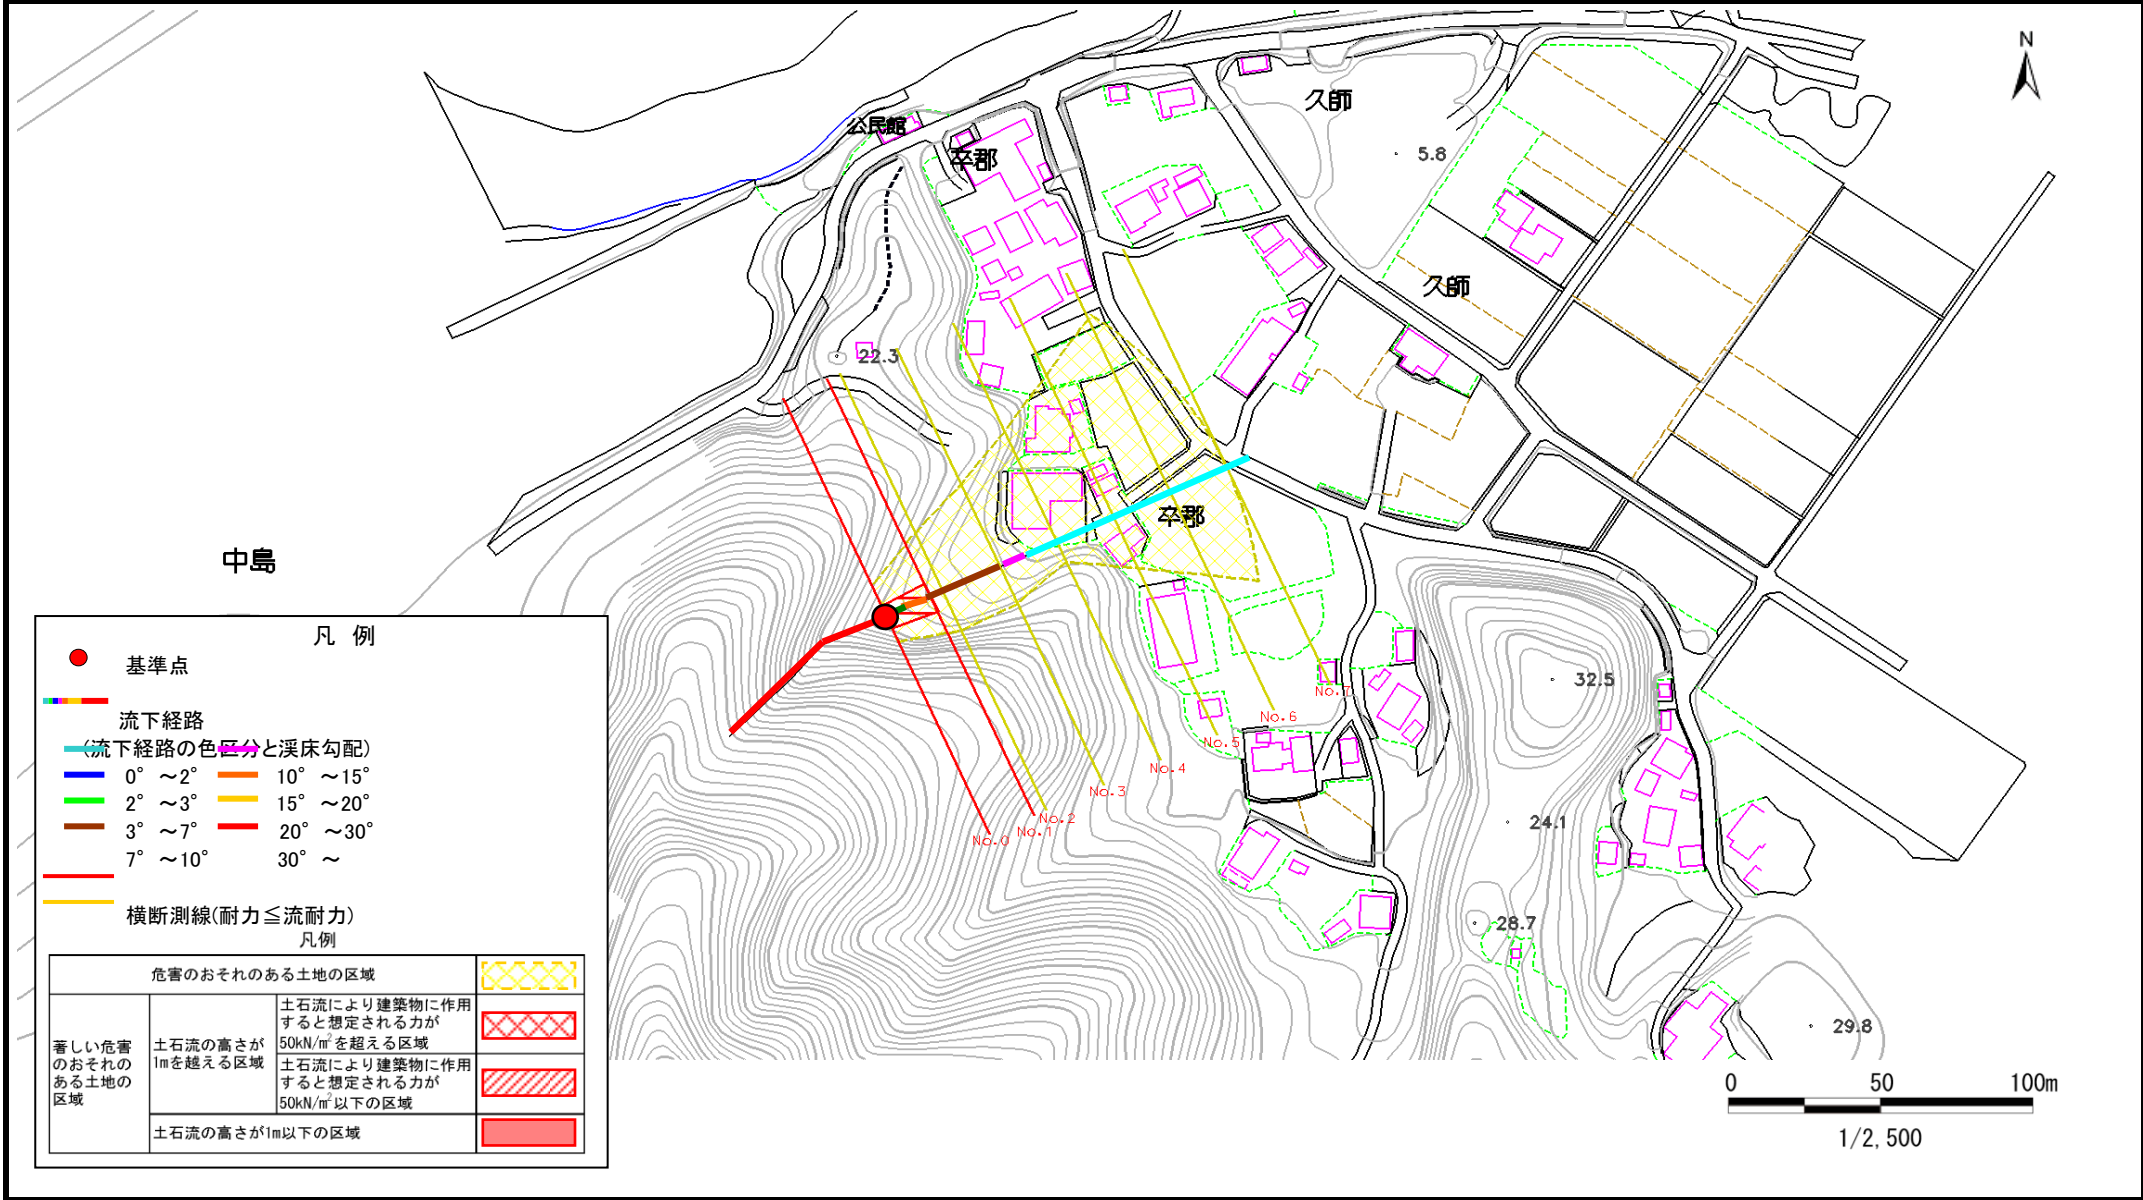 N
久師
公民館
5.8
卒郡
久師
22.3
卒郡
中島
32.5
No.7
No.6
No.5
No.4
No.3
No.2
No.1
No.0
24.1
28.7
29.8
凡 例
基準点
流下経路
(流下経路の色区分と渓床勾配)
0° ～2° 10° ～15°
2° ～3° 15° ～20°
3° ～7° 20° ～30°
7° ～10° 30° ～
横断測線(耐力≦流耐力)
凡例
危害のおそれのある土地の区域
著しい危害
のおそれの
ある土地の
区域
土石流の高さが
1mを越える区域
土石流により建築物に作用
すると想定される力が
50kN/m²を超える区域
土石流により建築物に作用
すると想定される力が
50kN/m²以下の区域
土石流の高さが1m以下の区域
0 50 100m
1/2,500